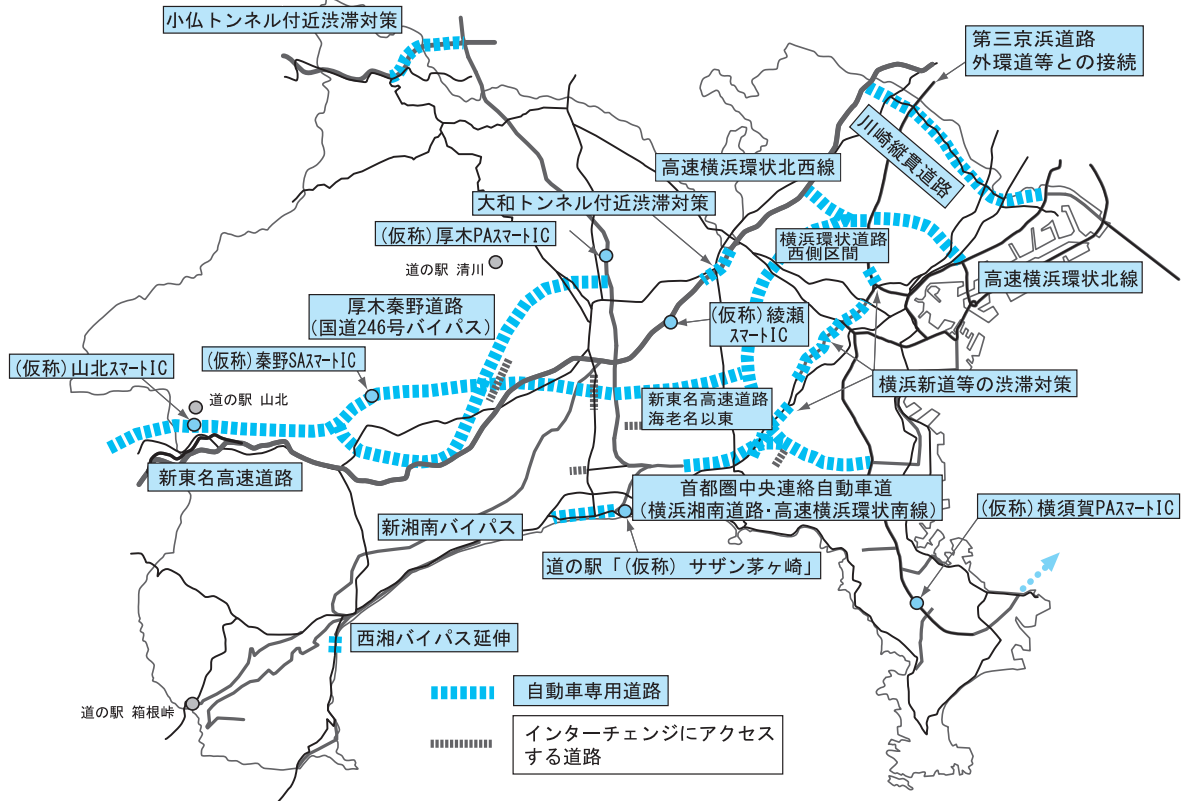 小仏トンネル付近渋滞対策
第三京浜道路
外環道等との接続
川崎縦貫道路
高速横浜環状北西線
大和トンネル付近渋滞対策
(仮称)厚木PAスマートIC
横浜環状道路
西側区間
道の駅 清川
高速横浜環状北線
厚木秦野道路
(国道246号バイパス)
(仮称)綾瀬
スマートIC
(仮称)秦野SAスマートIC
(仮称)山北スマートIC
横浜新道等の渋滞対策
道の駅 山北
新東名高速道路
海老名以東
新東名高速道路
首都圏中央連絡自動車道
(横浜湘南道路・高速横浜環状南線)
(仮称)横須賀PAスマートIC
新湘南バイパス
道の駅「(仮称) サザン茅ヶ崎」
西湘バイパス延伸
道の駅 箱根峠
自動車専用道路
インターチェンジにアクセス
する道路